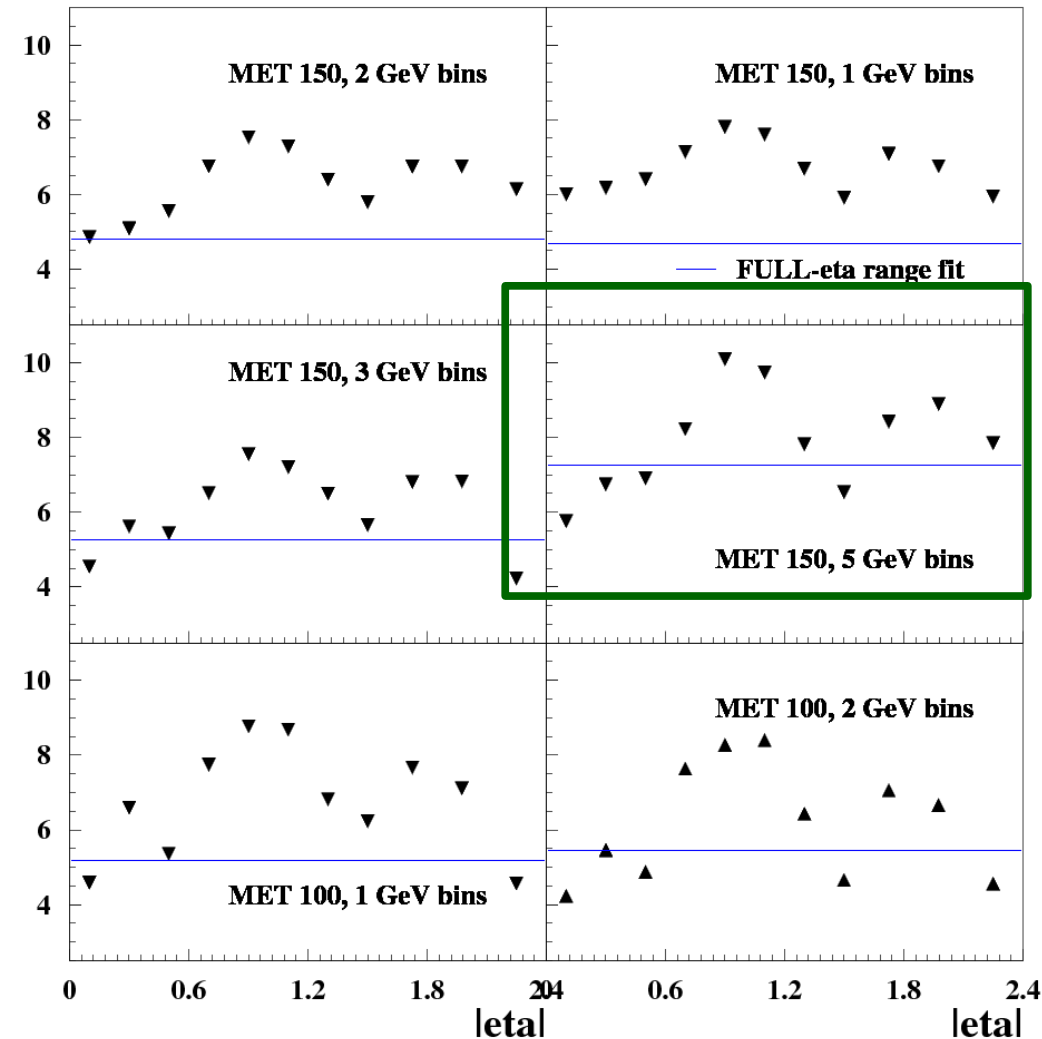 10
8
6
4
MET 150, 2 GeV bins
MET 150, 1 GeV bins
FULL-eta range fit
10
8
6
4
MET 150, 3 GeV bins
MET 150, 5 GeV bins
10
8
6
4
MET 100, 1 GeV bins
MET 100, 2 GeV bins
0 0.6 1.2 1.8 0.6 1.2 1.8 2.4
|eta| |eta|